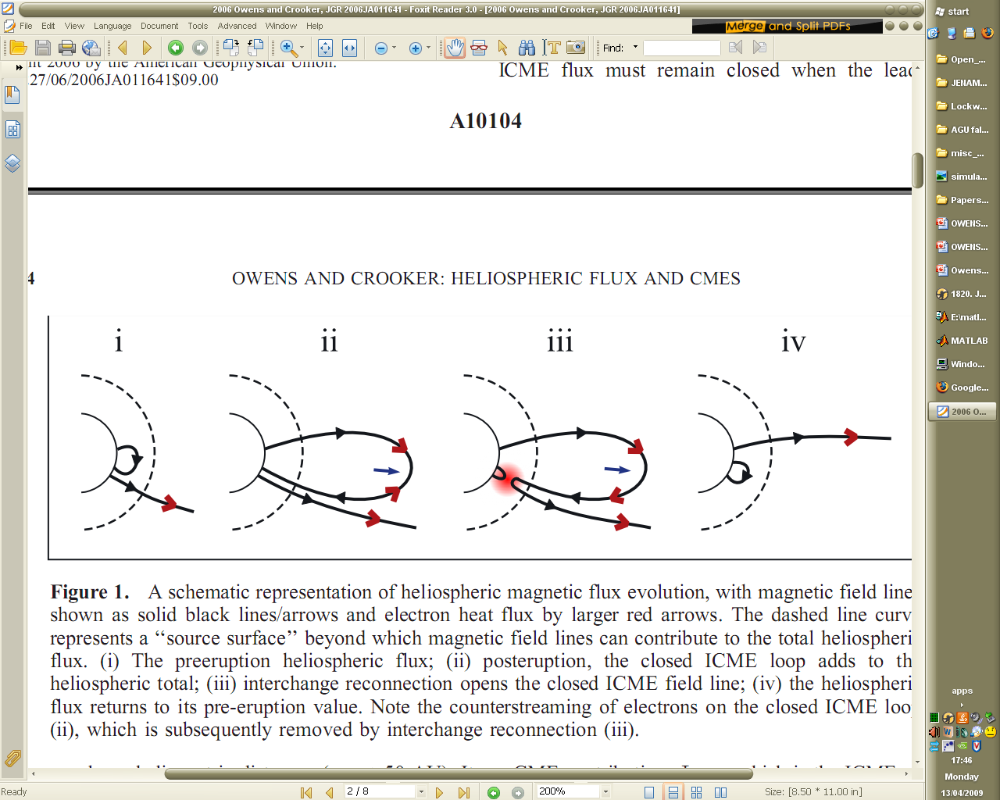 2006 Owens and Crooker, JGR 2006JA011641 - Foxit Reader 3.0 - [2006 Owens and Crooker, JGR 2006JA011641]
File Edit View Language Document Tools Advanced Window Help
Merge and Split PDFs
Find:
2006 by the American Geophysical Union.
27/06/2006JA011641$09.00
ICME flux must remain closed when the lead
A10104
4
OWENS AND CROOKER: HELIOSPHERIC FLUX AND CMES
i ii iii iv
Figure 1. A schematic representation of heliospheric magnetic flux evolution, with magnetic field line
shown as solid black lines/arrows and electron heat flux by larger red arrows. The dashed line curv
represents a ‘‘source surface’’ beyond which magnetic field lines can contribute to the total heliospheri
flux. (i) The preeruption heliospheric flux; (ii) posteruption, the closed ICME loop adds to th
heliospheric total; (iii) interchange reconnection opens the closed ICME field line; (iv) the heliospheri
flux returns to its pre-eruption value. Note the counterstreaming of electrons on the closed ICME loo
(ii), which is subsequently removed by interchange reconnection (iii).
Ready
2 / 8
200%
Size: [8.50 * 11.00 in]
start
Open_...
JENAM...
Lockw...
AGU fal...
misc_...
simula...
Papers...
OWENS...
OWENS...
Owens...
1820. J...
E:\matl...
MATLAB
Windo...
Google...
2006 O...
apps
17:46
Monday
13/04/2009